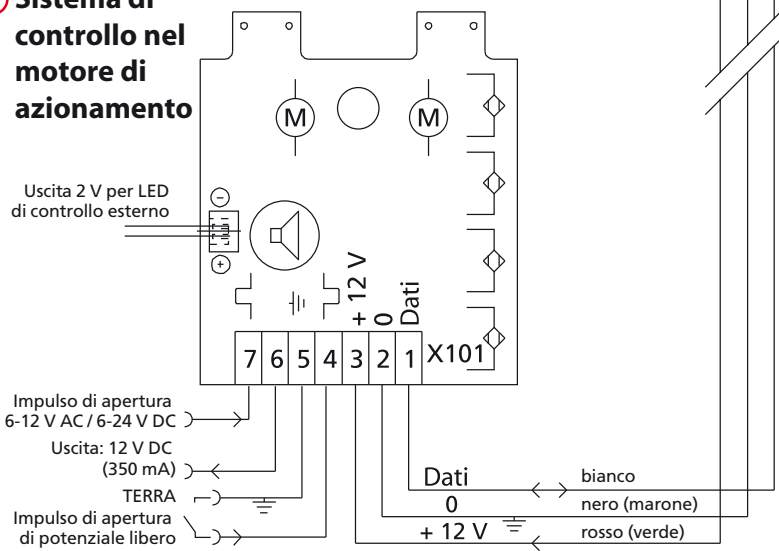 Sistema di
controllo nel
motore di
azionamento
M
M
Uscita 2 V per LED
di controllo esterno
−
+
+ 12 V
0
Dati
7 6 5 4 3 2 1 X101
Impulso di apertura
6-12 V AC / 6-24 V DC
Uscita: 12 V DC
(350 mA)
TERRA
Impulso di apertura
di potenziale libero
Dati bianco
0 nero (marone)
+ 12 V rosso (verde)